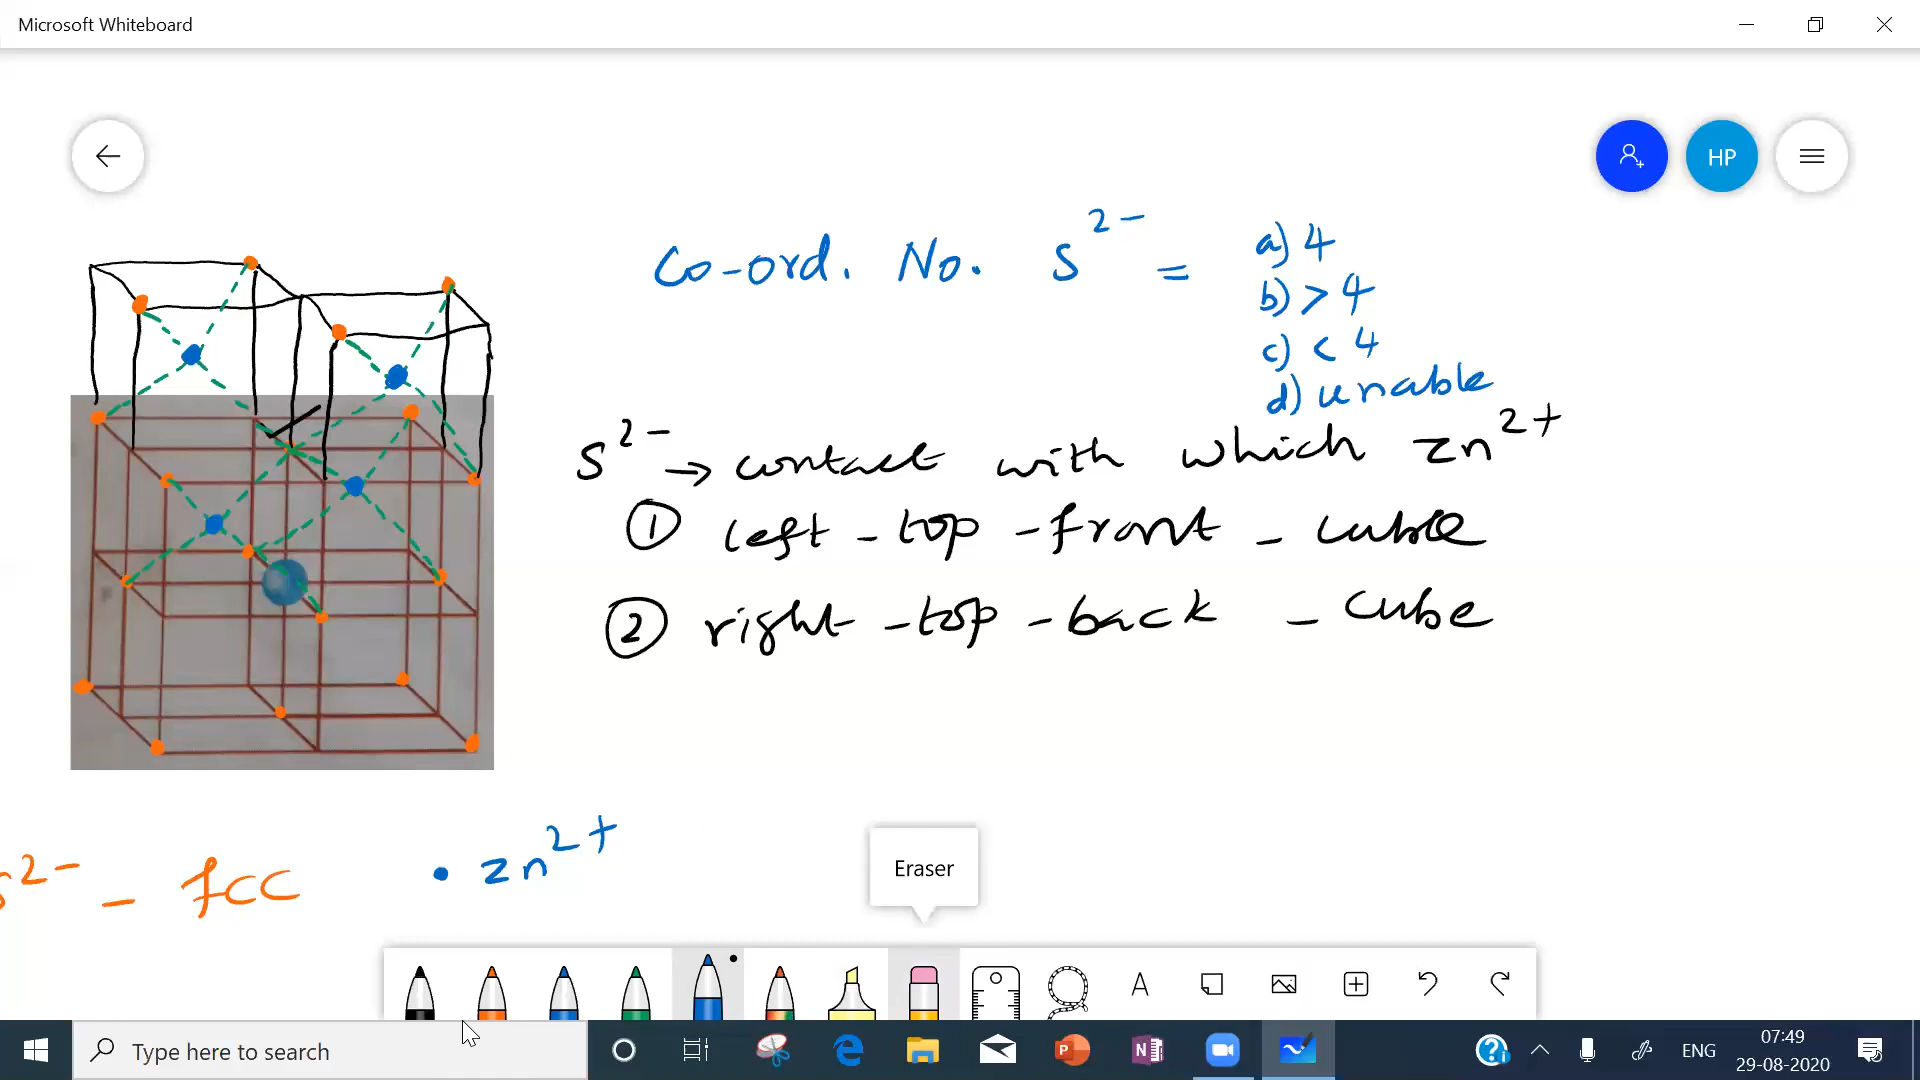 Microsoft Whiteboard
HP
Co-ord. No. S²⁻ =
a) 4
b) > 4
c) < 4
d) unable
S²⁻ → contact with which Zn²⁺
① left - top - front - cube
② right - top - back - cube
S²⁻ - fcc
• Zn²⁺
Eraser
Type here to search
ENG
07:49
29-08-2020